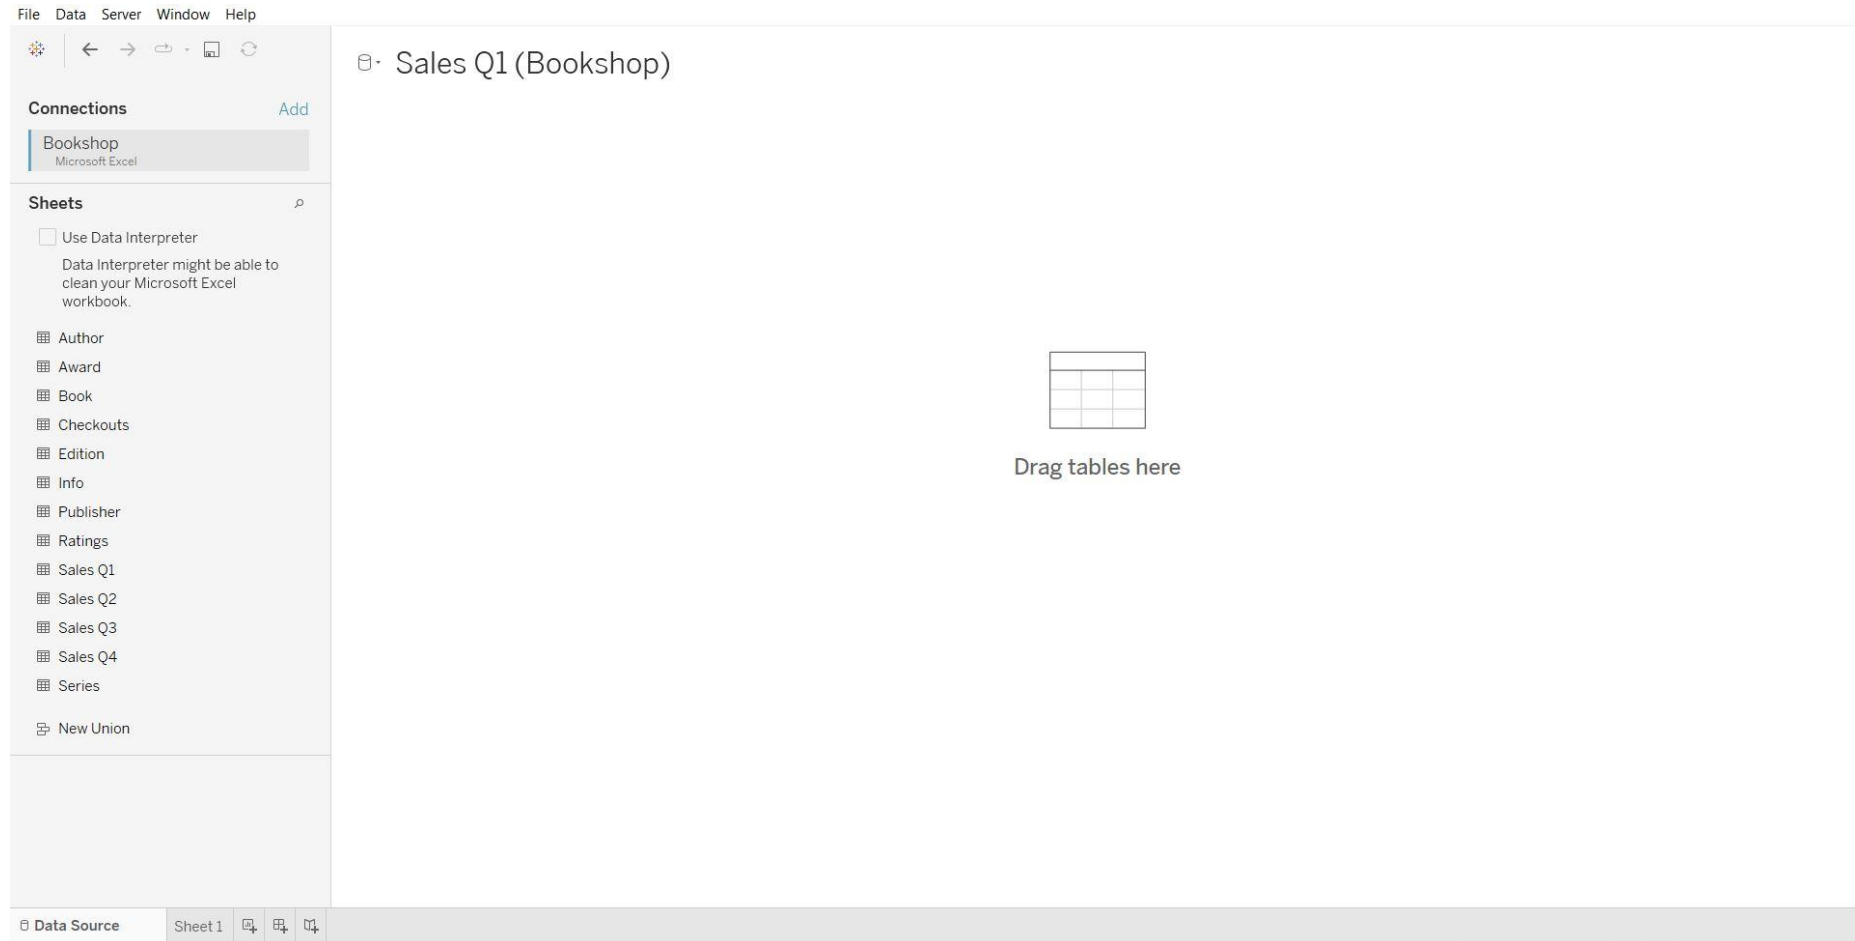 File Data Server Window Help
Sales Q1 (Bookshop)
Connections Add
Bookshop
Microsoft Excel
Sheets
Use Data Interpreter
Data Interpreter might be able to
clean your Microsoft Excel
workbook.
Author
Award
Book
Checkouts
Edition
Info
Publisher
Ratings
Sales Q1
Sales Q2
Sales Q3
Sales Q4
Series
New Union
Drag tables here
Data Source Sheet 1